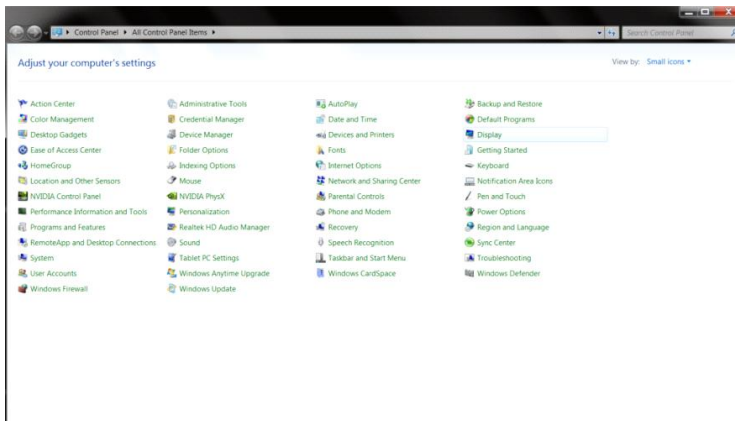 Control Panel ▸ All Control Panel Items ▸
Search Control Panel
Adjust your computer's settings
View by: Small icons
Action Center
Administrative Tools
AutoPlay
Backup and Restore
Color Management
Credential Manager
Date and Time
Default Programs
Desktop Gadgets
Device Manager
Devices and Printers
Display
Ease of Access Center
Folder Options
Fonts
Getting Started
HomeGroup
Indexing Options
Internet Options
Keyboard
Location and Other Sensors
Mouse
Network and Sharing Center
Notification Area Icons
NVIDIA Control Panel
NVIDIA PhysX
Parental Controls
Pen and Touch
Performance Information and Tools
Personalization
Phone and Modem
Power Options
Programs and Features
Realtek HD Audio Manager
Recovery
Region and Language
RemoteApp and Desktop Connections
Sound
Speech Recognition
Sync Center
System
Tablet PC Settings
Taskbar and Start Menu
Troubleshooting
User Accounts
Windows Anytime Upgrade
Windows CardSpace
Windows Defender
Windows Firewall
Windows Update